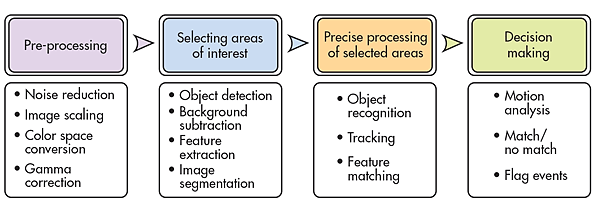 Pre-processing
Selecting areas
of interest
Precise processing
of selected areas
Decision
making
• Noise reduction
• Image scaling
• Color space
conversion
• Gamma
correction
• Object detection
• Background
subtraction
• Feature
extraction
• Image
segmentation
• Object
recognition
• Tracking
• Feature
matching
• Motion
analysis
• Match/
no match
• Flag events